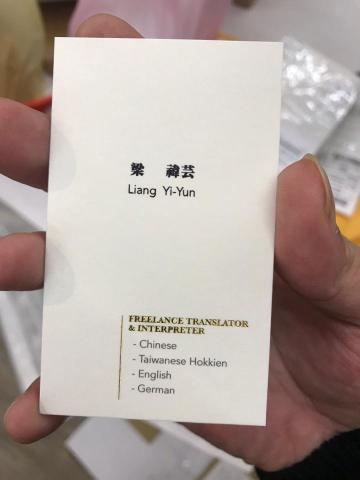 梁 禕芸
Liang Yi-Yun
FREELANCE TRANSLATOR
& INTERPRETER
- Chinese
- Taiwanese Hokkien
- English
- German